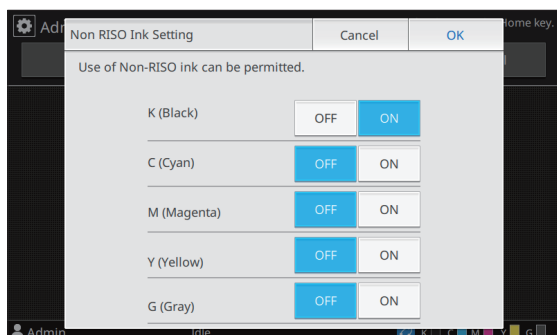 Adr
Home key.
Non RISO Ink Setting Cancel OK
Use of Non-RISO ink can be permitted.
K (Black) OFF ON
C (Cyan) OFF ON
M (Magenta) OFF ON
Y (Yellow) OFF ON
G (Gray) OFF ON
Admin Idle K C M Y G